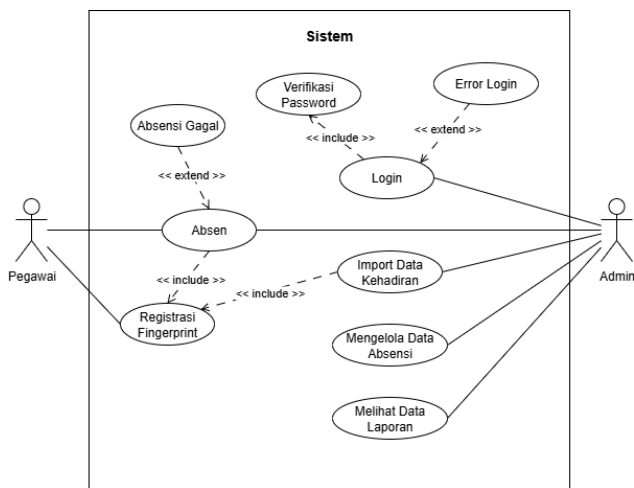 Sistem
Verifikasi
Password
Error Login
Absensi Gagal
<< include >>
<< extend >>
<< extend >>
Login
Absen
Pegawai
Admin
<< include >>
<< include >>
Import Data
Kehadiran
Registrasi
Fingerprint
Mengelola Data
Absensi
Melihat Data
Laporan